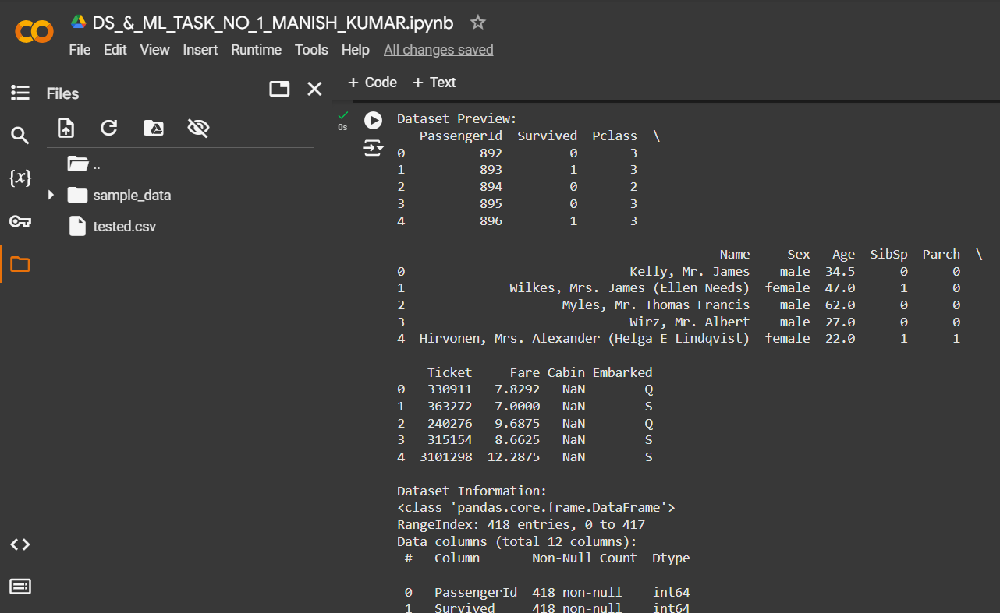 DS_&_ML_TASK_NO_1_MANISH_KUMAR.ipynb
File Edit View Insert Runtime Tools Help All changes saved
Files
+ Code + Text
..
sample_data
tested.csv
{x}
0s
Dataset Preview:
   PassengerId  Survived  Pclass  \
0          892         0       3
1          893         1       3
2          894         0       2
3          895         0       3
4          896         1       3
                                           Name     Sex   Age  SibSp  Parch  \
0                              Kelly, Mr. James    male  34.5      0      0
1              Wilkes, Mrs. James (Ellen Needs)  female  47.0      1      0
2                     Myles, Mr. Thomas Francis    male  62.0      0      0
3                              Wirz, Mr. Albert    male  27.0      0      0
4  Hirvonen, Mrs. Alexander (Helga E Lindqvist)  female  22.0      1      1
    Ticket     Fare Cabin Embarked
0   330911   7.8292   NaN        Q
1   363272   7.0000   NaN        S
2   240276   9.6875   NaN        Q
3   315154   8.6625   NaN        S
4  3101298  12.2875   NaN        S
Dataset Information:
<class 'pandas.core.frame.DataFrame'>
RangeIndex: 418 entries, 0 to 417
Data columns (total 12 columns):
 #   Column       Non-Null Count  Dtype
---  ------       --------------  -----
 0   PassengerId  418 non-null    int64
 1   Survived     418 non-null    int64